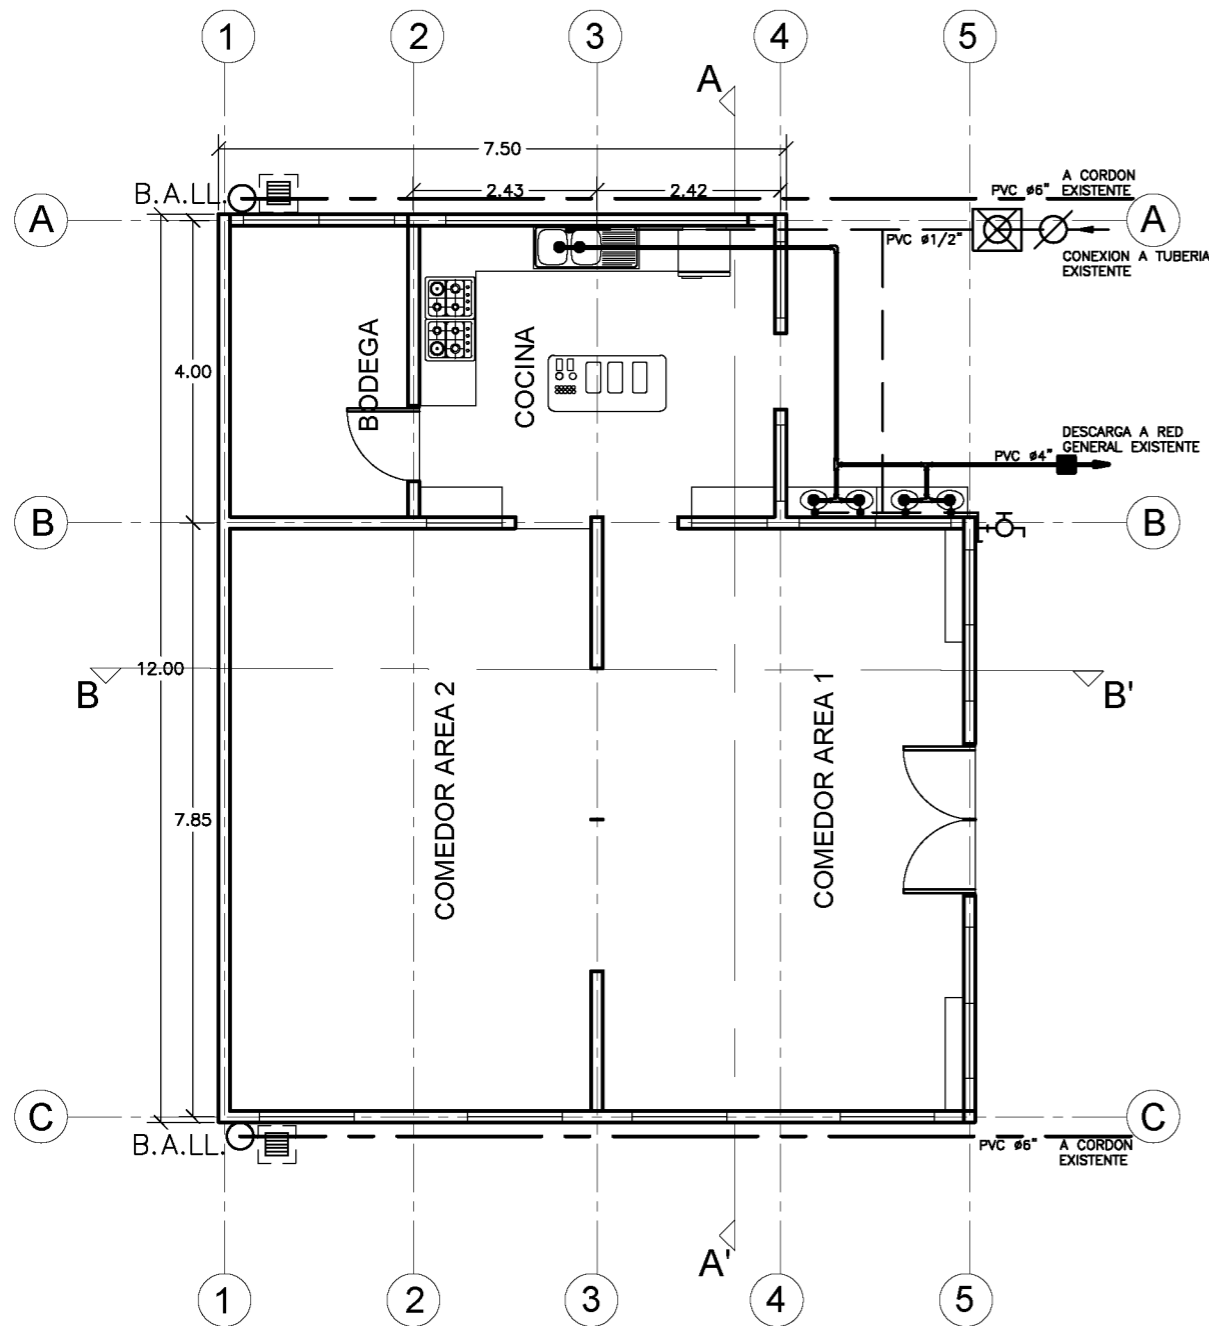 1
2
3
4
5
A
7.50
B.A.LL.
2.43
2.42
PVC ø6"
A CORDON
EXISTENTE
A
A
PVC ø1/2"
CONEXION A TUBERIA
EXISTENTE
4.00
BODEGA
COCINA
DESCARGA A RED
GENERAL EXISTENTE
PVC ø4"
B
B
12.00
B
B'
COMEDOR AREA 2
COMEDOR AREA 1
7.85
C
C
B.A.LL.
PVC ø6"
A CORDON
EXISTENTE
A'
1
2
3
4
5